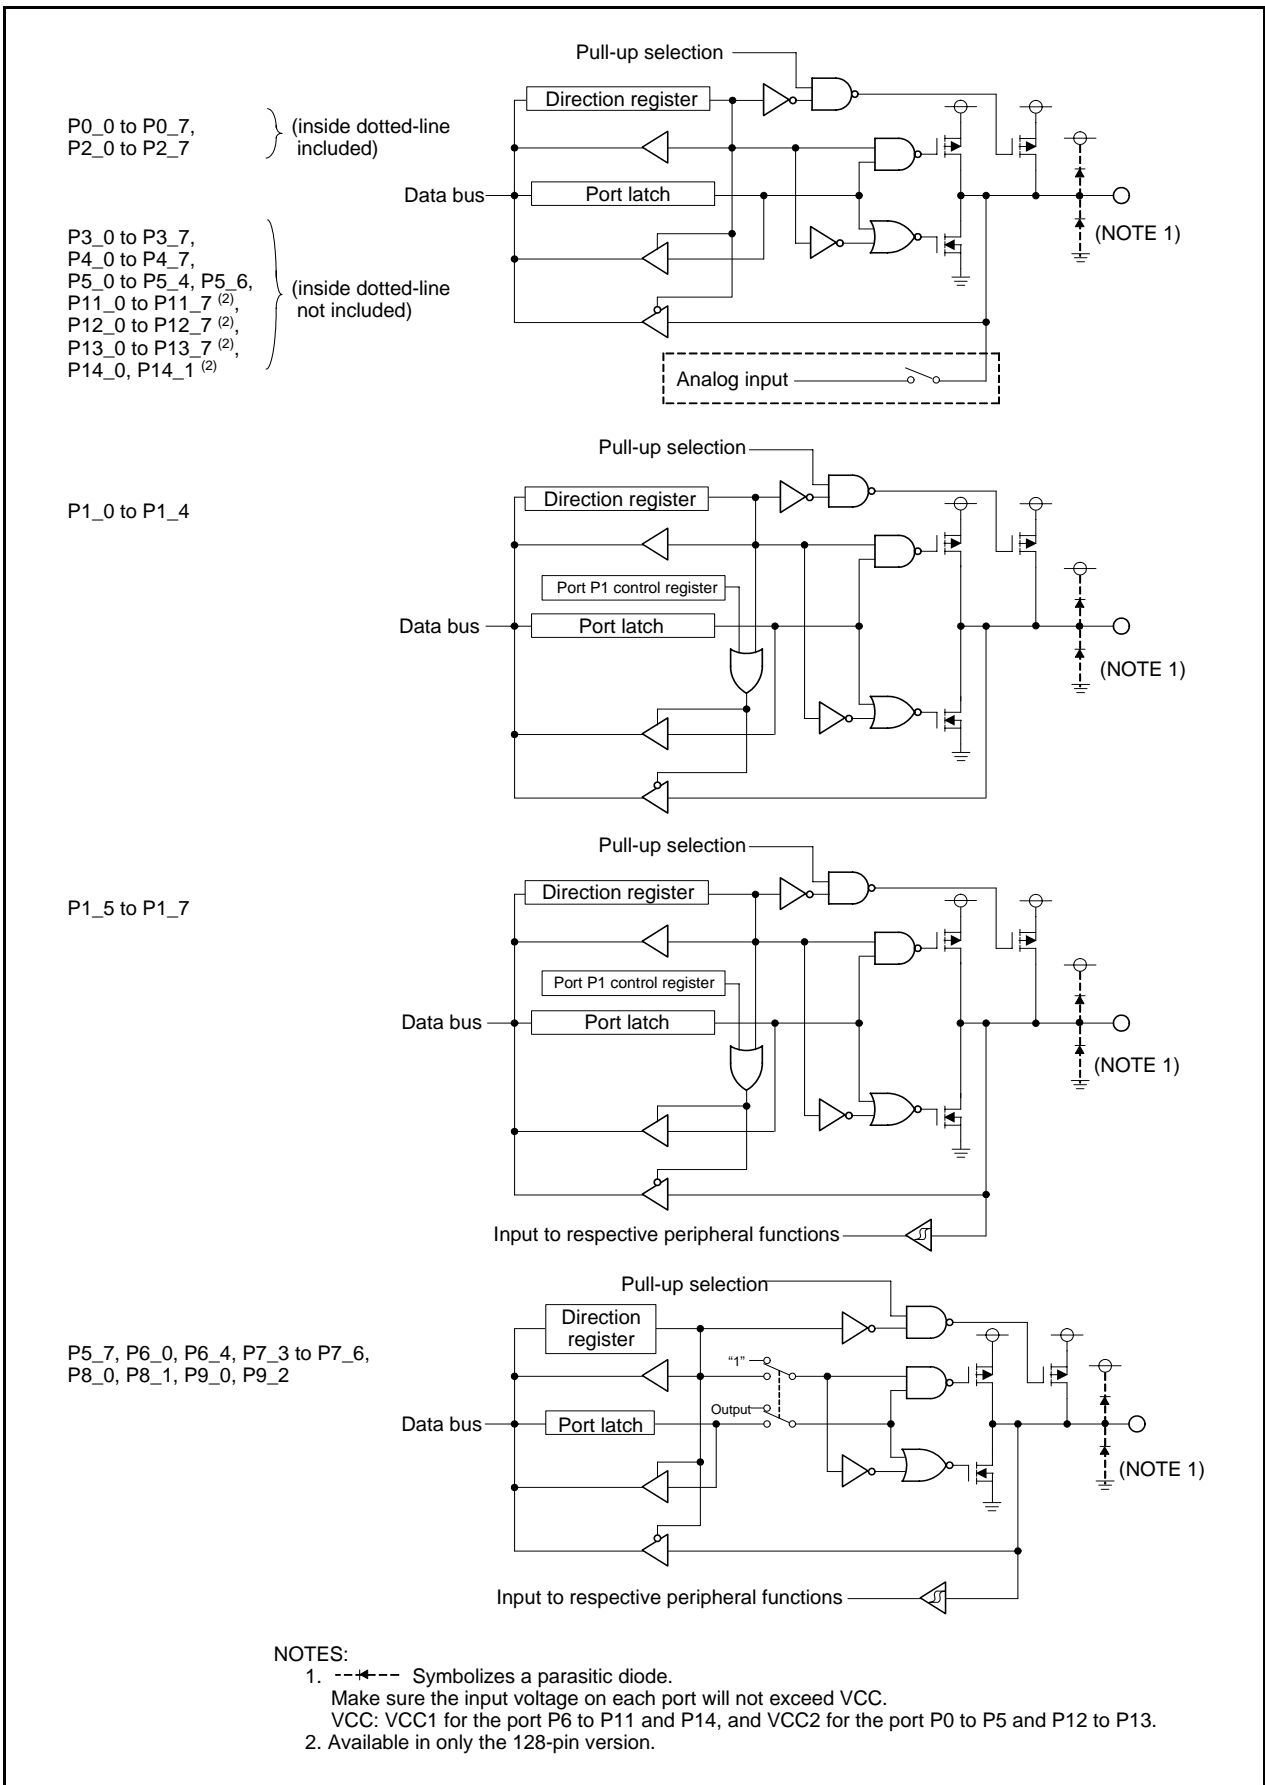 Pull-up selection
Direction register
P0_0 to P0_7,
P2_0 to P2_7
(inside dotted-line
included)
Data bus
Port latch
(NOTE 1)
P3_0 to P3_7,
P4_0 to P4_7,
P5_0 to P5_4, P5_6,
P11_0 to P11_7 (2),
P12_0 to P12_7 (2),
P13_0 to P13_7 (2),
P14_0, P14_1 (2)
(inside dotted-line
not included)
Analog input
Pull-up selection
Direction register
P1_0 to P1_4
Port P1 control register
Data bus
Port latch
(NOTE 1)
Pull-up selection
Direction register
P1_5 to P1_7
Port P1 control register
Data bus
Port latch
(NOTE 1)
Input to respective peripheral functions
Pull-up selection
Direction
register
P5_7, P6_0, P6_4, P7_3 to P7_6,
P8_0, P8_1, P9_0, P9_2
“1”
Output
Data bus
Port latch
(NOTE 1)
Input to respective peripheral functions
NOTES:
1. Symbolizes a parasitic diode.
Make sure the input voltage on each port will not exceed VCC.
VCC: VCC1 for the port P6 to P11 and P14, and VCC2 for the port P0 to P5 and P12 to P13.
2. Available in only the 128-pin version.